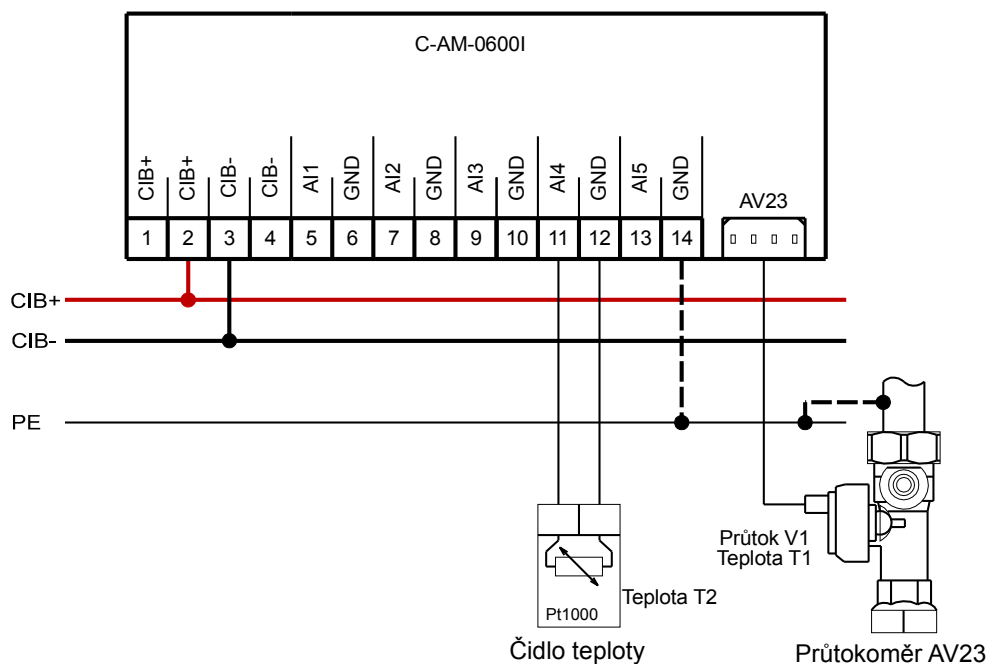 C-AM-0600I
CIB+ CIB+ CIB- CIB- AI1 GND AI2 GND AI3 GND AI4 GND AI5 GND AV23
1 2 3 4 5 6 7 8 9 10 11 12 13 14
CIB+
CIB-
PE
Průtok V1
Teplota T1
Teplota T2
Pt1000
Čidlo teploty
Průtokoměr AV23